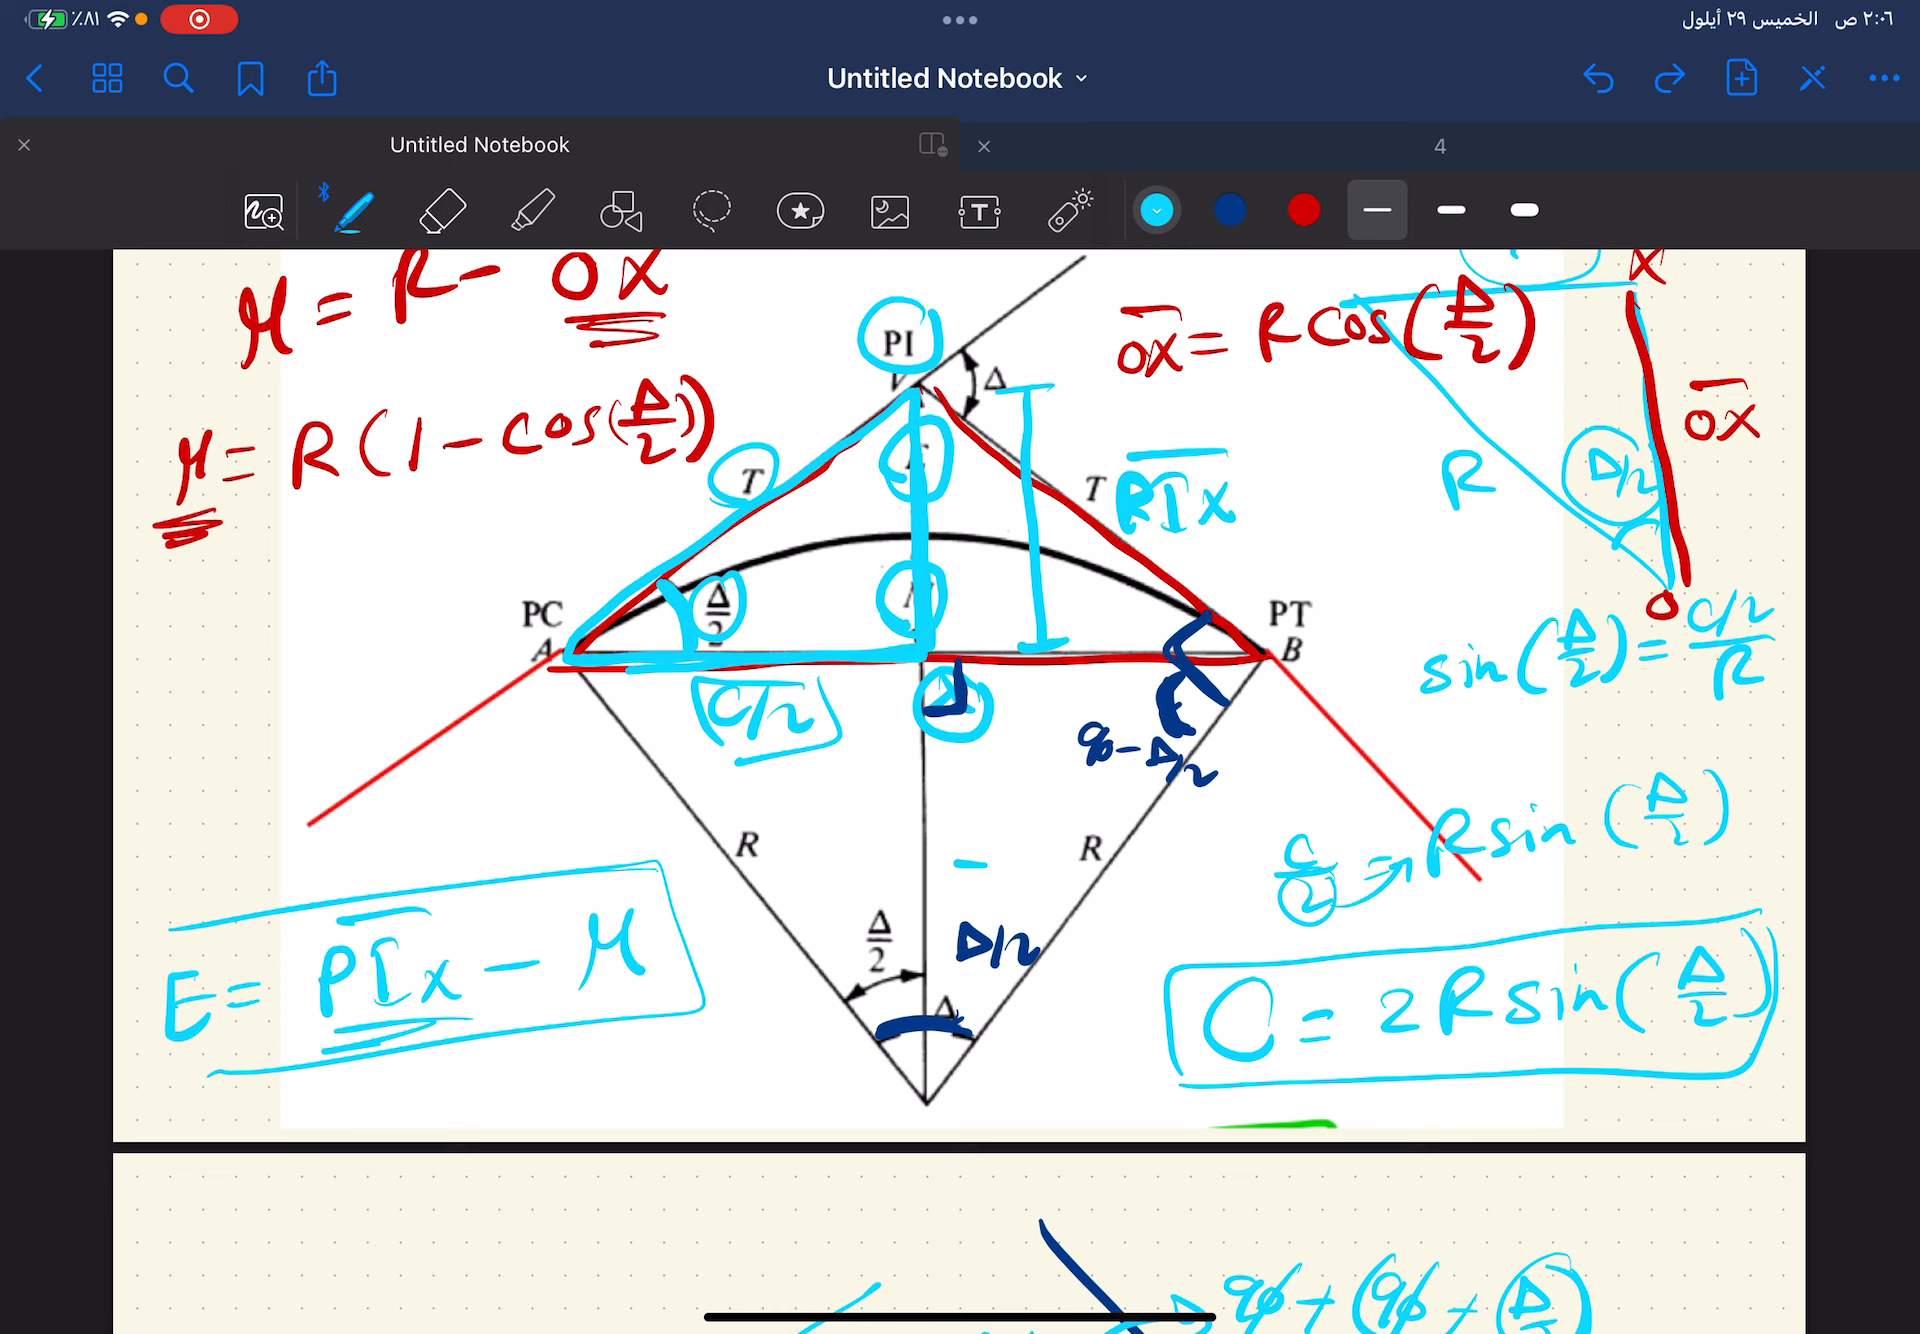 ٪٨١
٢:٠٦ ص الخميس ٢٩ أيلول
Untitled Notebook
Untitled Notebook
4
M = R - OX
PI
V
Δ
OX = R cos(Δ/2)
X
OX
M = R(1 - cos(Δ/2))
T
E
T
PIX
R
Δ/2
O
PC
A
Δ/2
M
PT
B
sin(Δ/2) = C/2 / R
C/2
X
90-Δ/2
R
R
C/2 → R sin(Δ/2)
E = PIx - M
Δ/2
Δ/2
Δ
C = 2R sin(Δ/2)
90 + (90 + Δ/2)